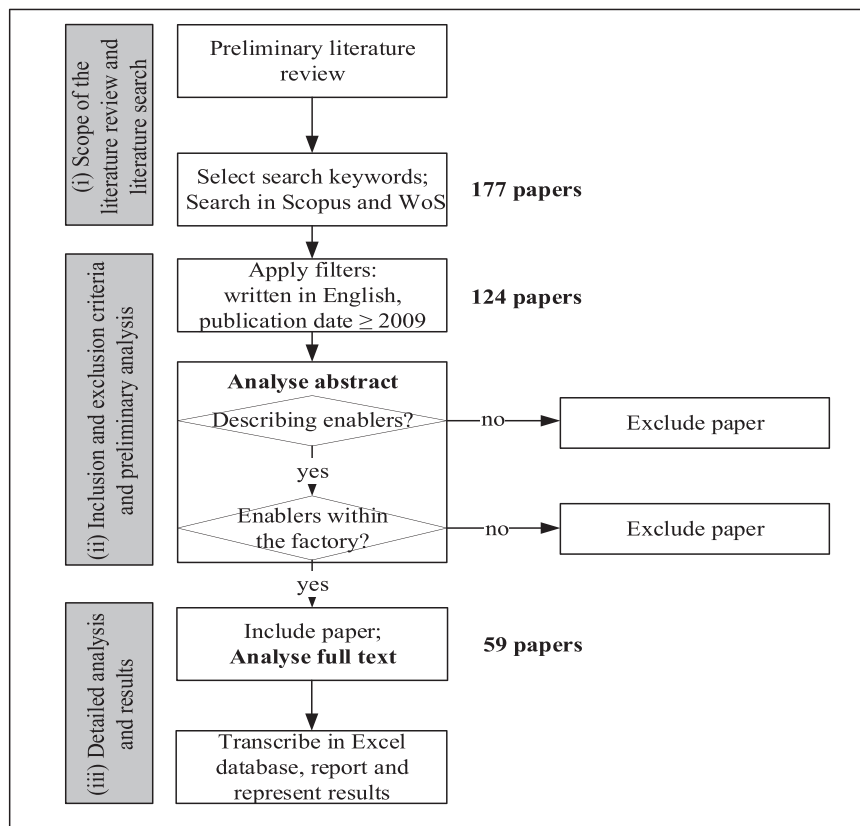 (i) Scope of the
literature review and
literature search
Preliminary literature
review
Select search keywords;
Search in Scopus and WoS
177 papers
(ii) Inclusion and exclusion criteria
and preliminary analysis
Apply filters:
written in English,
publication date ≥ 2009
124 papers
Analyse abstract
Describing enablers?
no
Exclude paper
yes
Enablers within
the factory?
no
Exclude paper
yes
(iii) Detailed analysis
and results
Include paper;
Analyse full text
59 papers
Transcribe in Excel
database, report and
represent results